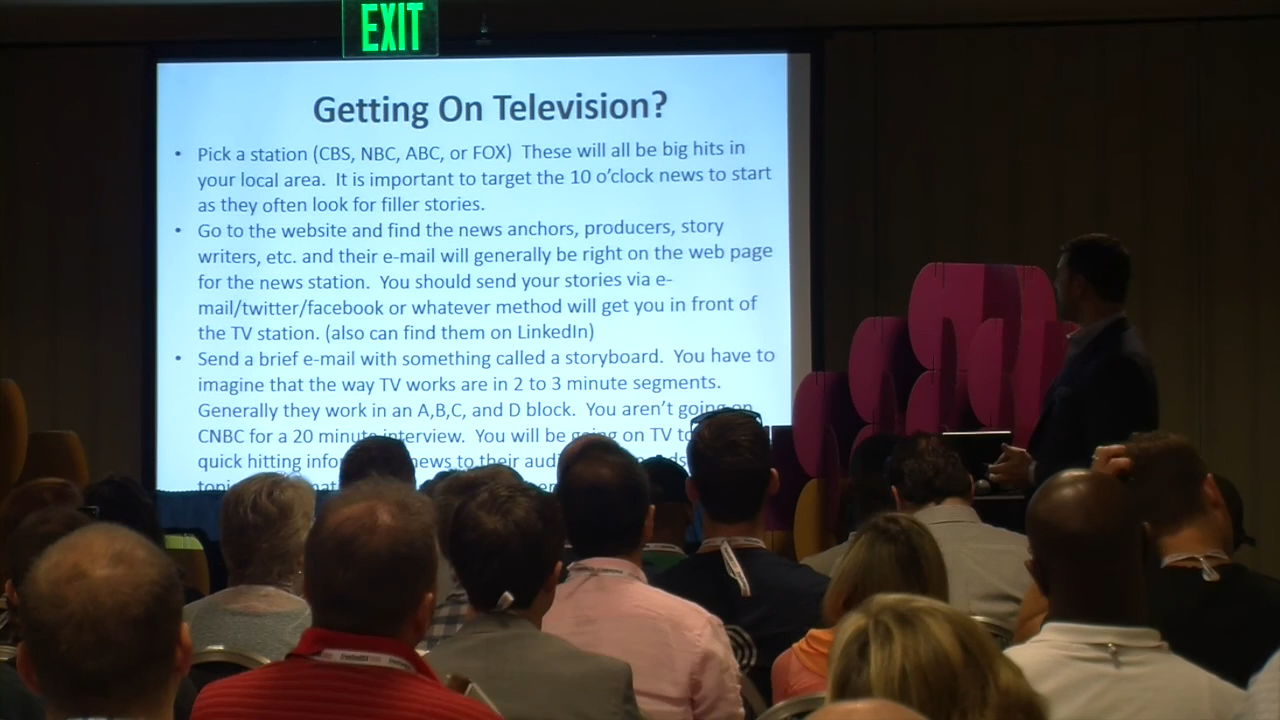 EXIT
Getting On Television?
• Pick a station (CBS, NBC, ABC, or FOX)  These will all be big hits in
your local area.  It is important to target the 10 o'clock news to start
as they often look for filler stories.
• Go to the website and find the news anchors, producers, story
writers, etc. and their e-mail will generally be right on the web page
for the news station.  You should send your stories via e-
mail/twitter/facebook or whatever method will get you in front of
the TV station. (also can find them on LinkedIn)
• Send a brief e-mail with something called a storyboard.  You have to
imagine that the way TV works are in 2 to 3 minute segments.
Generally they work in an A,B,C, and D block.  You aren't going on
CNBC for a 20 minute interview.  You will be going on TV to
quick hitting news to their